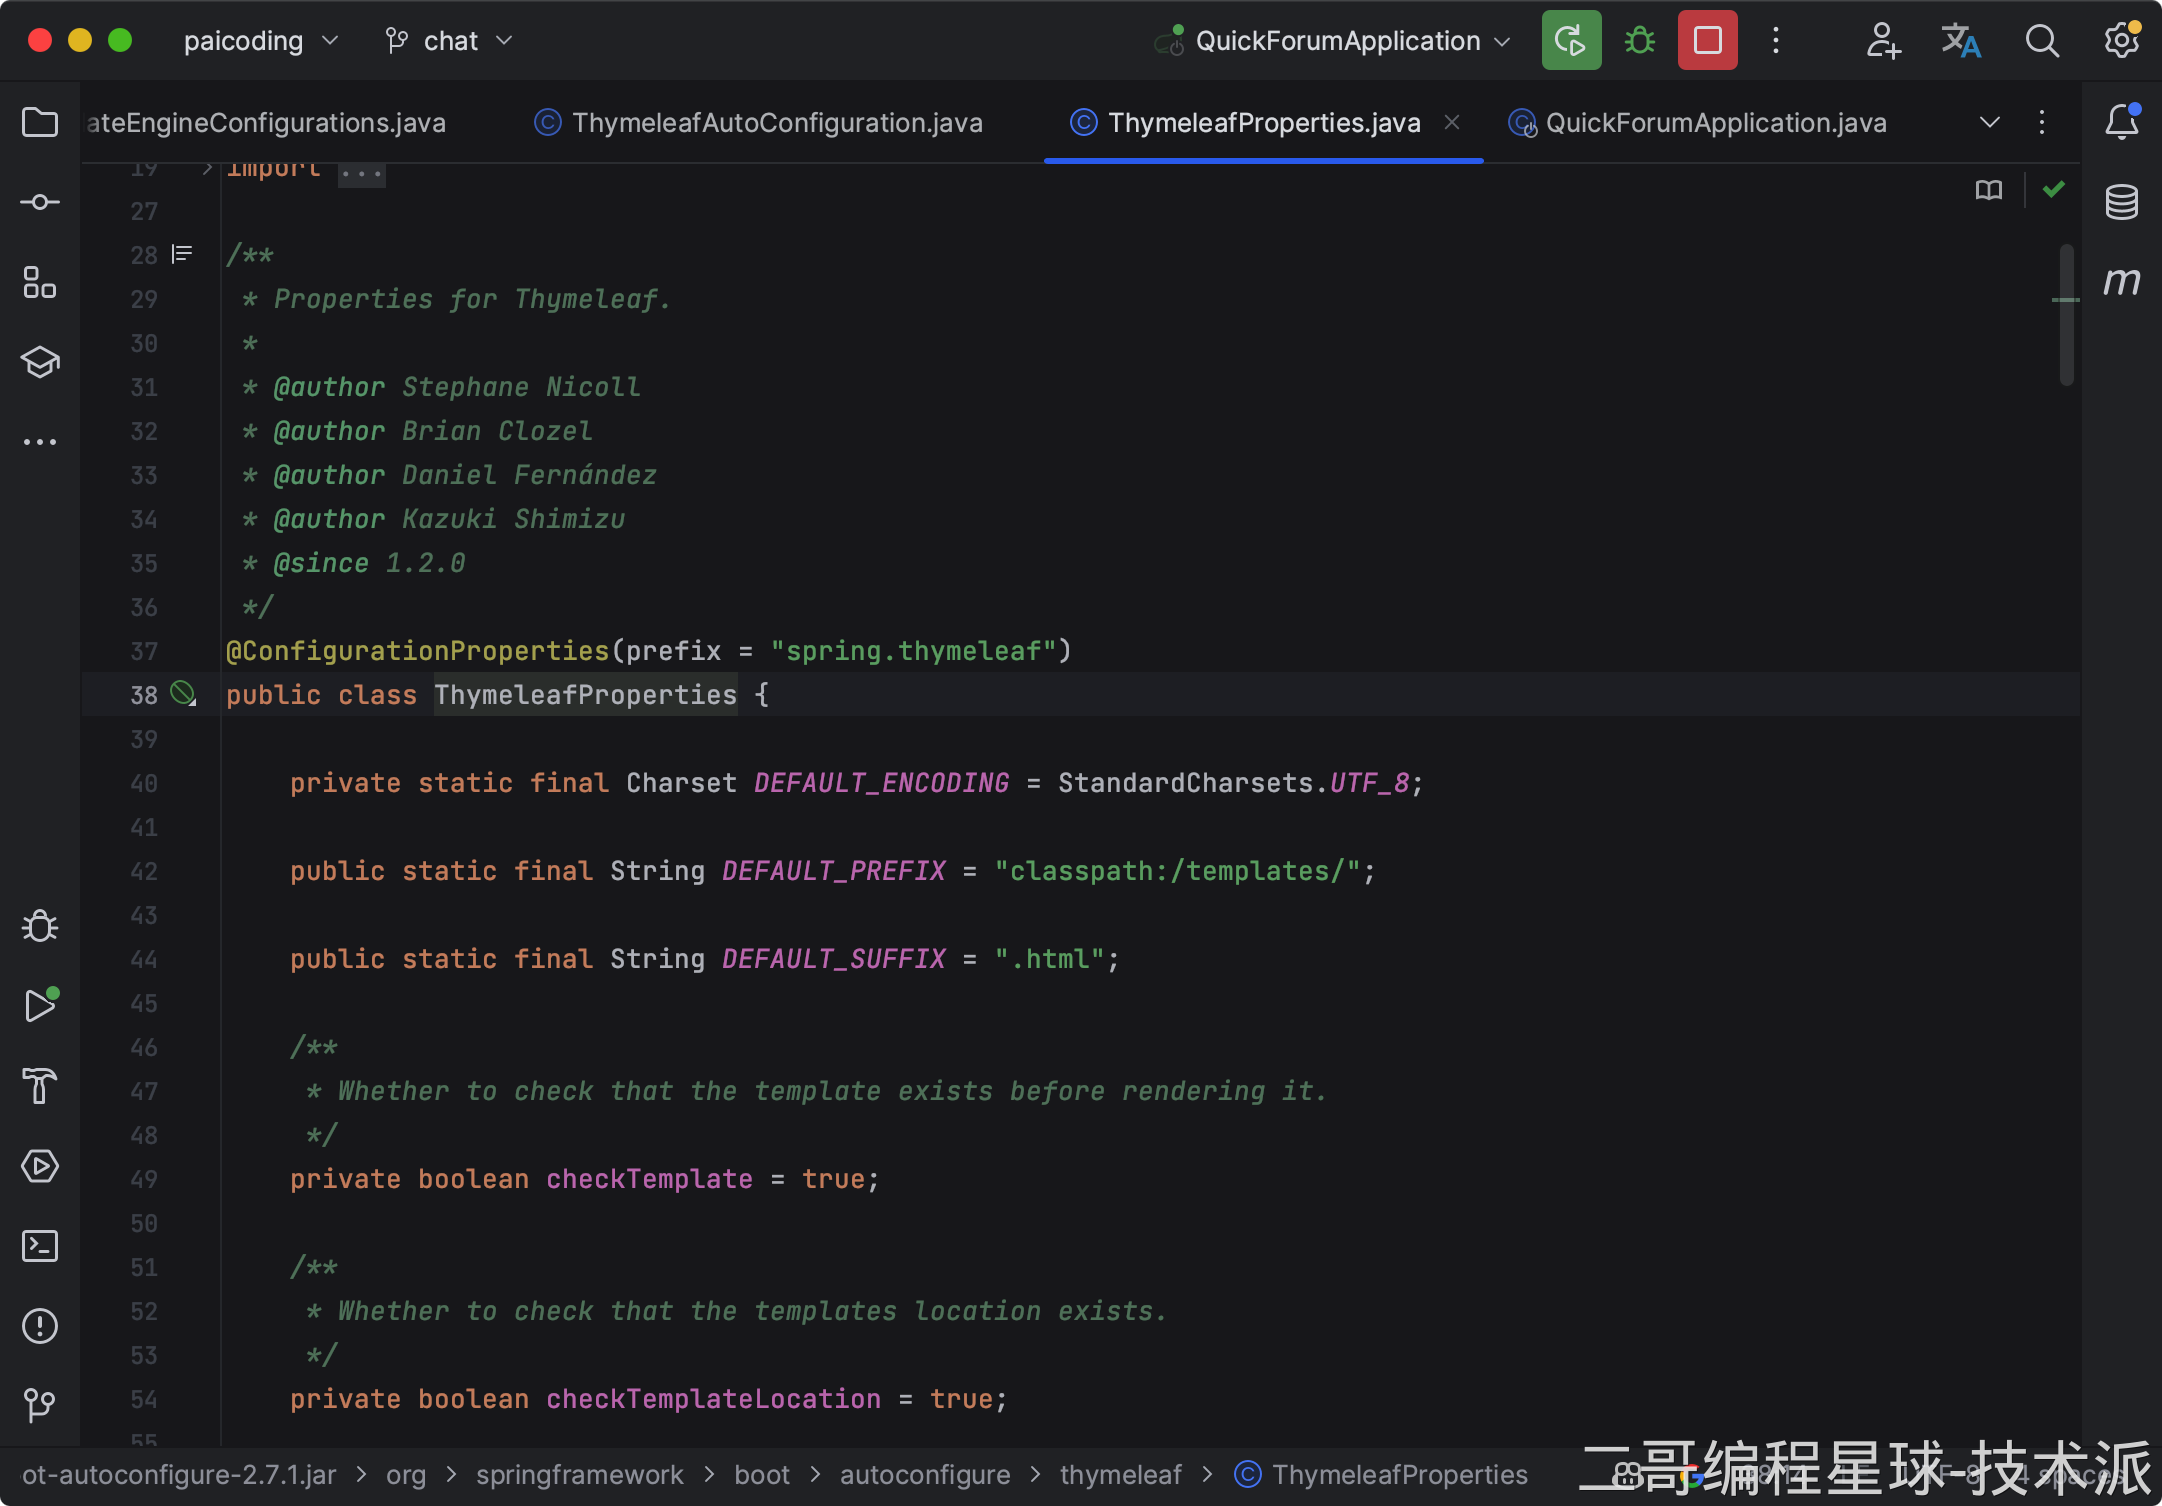 paicoding chat QuickForumApplication
ateEngineConfigurations.java ThymeleafAutoConfiguration.java ThymeleafProperties.java QuickForumApplication.java
19 import ...
27
28 /**
29 * Properties for Thymeleaf.
30 *
31 * @author Stephane Nicoll
32 * @author Brian Clozel
33 * @author Daniel Fernández
34 * @author Kazuki Shimizu
35 * @since 1.2.0
36 */
37 @ConfigurationProperties(prefix = "spring.thymeleaf")
38 public class ThymeleafProperties {
39
40 private static final Charset DEFAULT_ENCODING = StandardCharsets.UTF_8;
41
42 public static final String DEFAULT_PREFIX = "classpath:/templates/";
43
44 public static final String DEFAULT_SUFFIX = ".html";
45
46 /**
47 * Whether to check that the template exists before rendering it.
48 */
49 private boolean checkTemplate = true;
50
51 /**
52 * Whether to check that the templates location exists.
53 */
54 private boolean checkTemplateLocation = true;
55
ot-autoconfigure-2.7.1.jar > org > springframework > boot > autoconfigure > thymeleaf > ThymeleafProperties
二哥编程星球-技术派